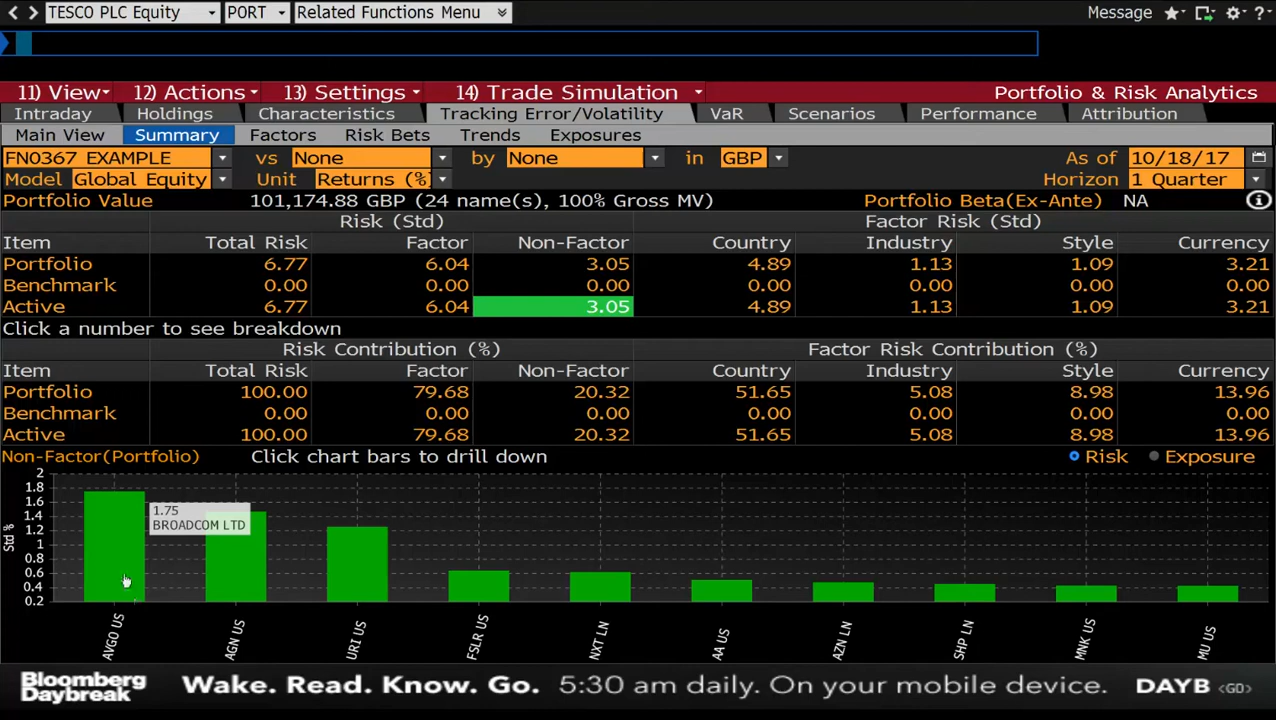 TESCO PLC Equity PORT Related Functions Menu Message
11) View 12) Actions 13) Settings 14) Trade Simulation Portfolio & Risk Analytics
Intraday Holdings Characteristics Tracking Error/Volatility VaR Scenarios Performance Attribution
Main View Summary Factors Risk Bets Trends Exposures
FN0367 EXAMPLE vs None by None in GBP As of 10/18/17
Model Global Equity Unit Returns (%) Horizon 1 Quarter
Portfolio Value 101,174.88 GBP (24 name(s), 100% Gross MV) Portfolio Beta(Ex-Ante) NA
Risk (Std) Factor Risk (Std)
Item Total Risk Factor Non-Factor Country Industry Style Currency
Portfolio 6.77 6.04 3.05 4.89 1.13 1.09 3.21
Benchmark 0.00 0.00 0.00 0.00 0.00 0.00 0.00
Active 6.77 6.04 3.05 4.89 1.13 1.09 3.21
Click a number to see breakdown
Risk Contribution (%) Factor Risk Contribution (%)
Item Total Risk Factor Non-Factor Country Industry Style Currency
Portfolio 100.00 79.68 20.32 51.65 5.08 8.98 13.96
Benchmark 0.00 0.00 0.00 0.00 0.00 0.00 0.00
Active 100.00 79.68 20.32 51.65 5.08 8.98 13.96
Non-Factor(Portfolio) Click chart bars to drill down Risk Exposure
2
1.8
1.6
1.4
1.2
1
0.8
0.6
0.4
0.2
Std %
1.75
BROADCOM LTD
AVGO US AGN US URI US FSLR US NXT LN AA US AZN LN SHP LN MNK US MU US
Bloomberg
Daybreak
Wake. Read. Know. Go. 5:30 am daily. On your mobile device. DAYB <GO>